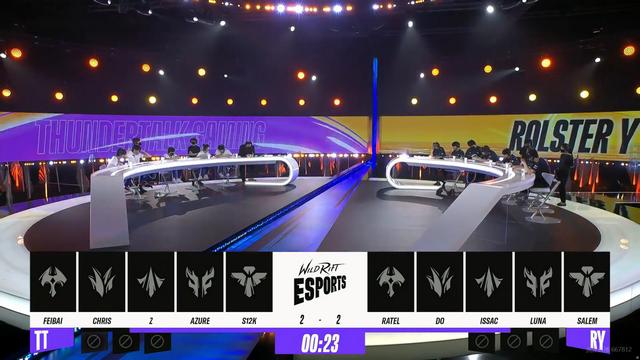 THUNDERTALK GAMING
ROLSTER Y
WILD RIFT
ESPORTS
2 - 2
FEIBAI CHRIS Z AZURE S12K
RATEL DO ISSAC LUNA SALEM
TT 00:23 RY